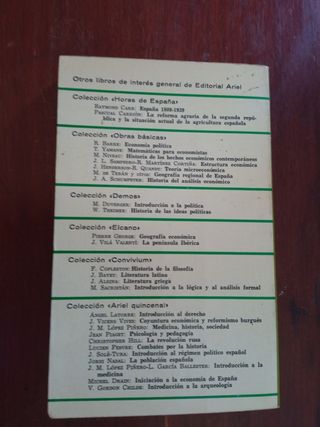 Otros libros de interés general de Editorial Ariel
Colección «Horas de España»
RAYMOND CARR: España 1808-1939
PASCUAL CARRIÓN: La reforma agraria de la segunda repú-
blica y la situación actual de la agricultura española
Colección «Obras básicas»
R. BARRE: Economía política
T. YAMANE: Matemáticas para economistas
M. NIVEAU: Historia de los hechos económicos contemporáneos
J. L. SAMPEDRO-R. MARTÍNEZ CORTIÑA: Estructura económica
J. HENDERSON-R. QUANDT: Teoría microeconómica
M. DE TERÁN y otros: Geografía regional de España
J. A. SCHUMPETER: Historia del análisis económico
Colección «Demos»
M. DUVERGER: Introducción a la política
W. THEIMER: Historia de las ideas políticas
Colección «Elcano»
PIERRE GEORGE: Geografía económica
J. VILÁ VALENTÍ: La península Ibérica
Colección «Convivium»
F. COPLESTON: Historia de la filosofía
J. BAYET: Literatura latina
J. ALSINA: Literatura griega
M. SACRISTÁN: Introducción a la lógica y al análisis formal
Colección «Ariel quincenal»
ÁNGEL LATORRE: Introducción al derecho
J. VICENS VIVES: Coyuntura económica y reformismo burgués
J. M. LÓPEZ PIÑERO: Medicina, historia, sociedad
JEAN PIAGET: Psicología y pedagogía
CHRISTOPHER HILL: La revolución rusa
LUCIEN FEBVRE: Combates por la historia
J. SOLÉ-TURA: Introducción al régimen político español
JORDI NADAL: La población española
J. M. LÓPEZ PIÑERO-L. GARCÍA BALLESTER: Introducción a la
medicina
MICHEL DRAIN: Iniciación a la economía de España
V. GORDON CHILDE: Introducción a la arqueología